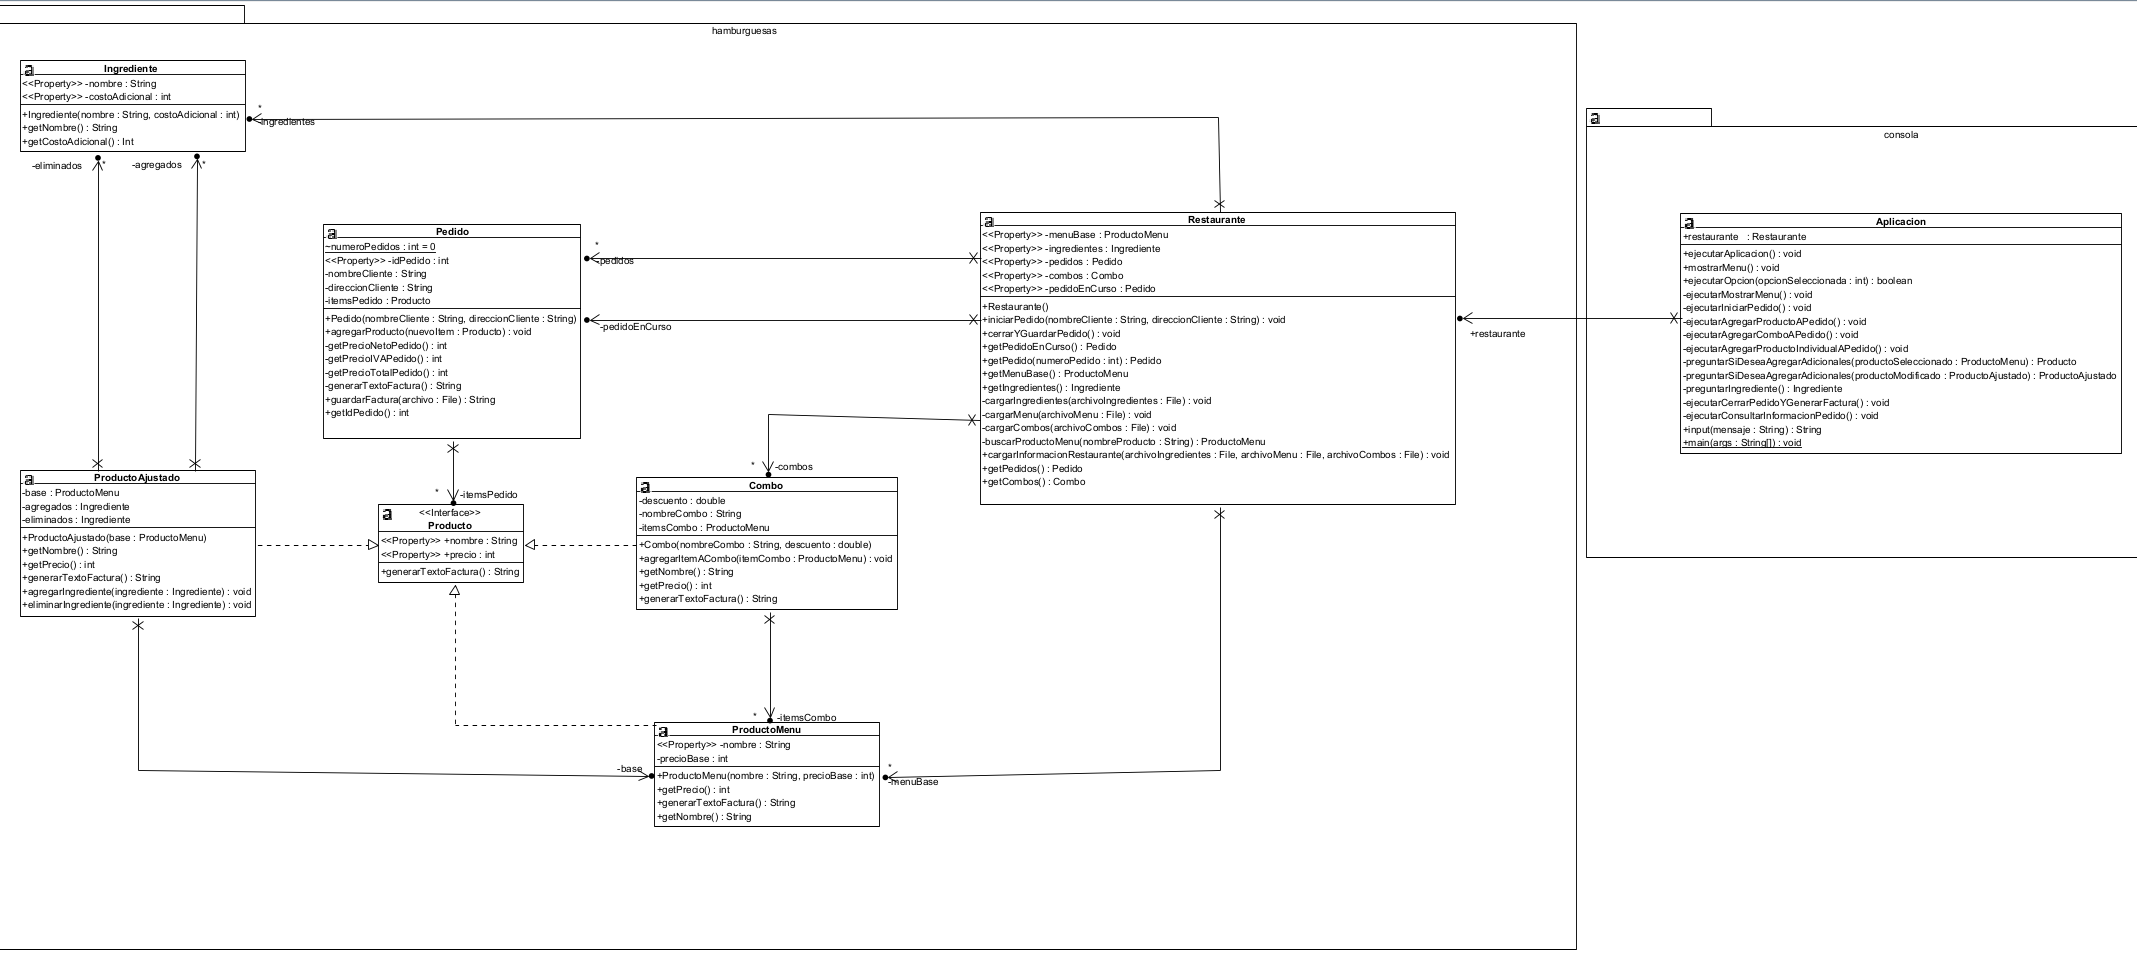 hamburguesas
Ingrediente
<<Property>> -nombre : String
<<Property>> -costoAdicional : int
+Ingrediente(nombre : String, costoAdicional : int)
+getNombre() : String
+getCostoAdicional() : Int
*
-ingredientes
-eliminados
*
-agregados
*
Pedido
~numeroPedidos : int = 0
<<Property>> -idPedido : int
-nombreCliente : String
-direccionCliente : String
-itemsPedido : Producto
+Pedido(nombreCliente : String, direccionCliente : String)
+agregarProducto(nuevoItem : Producto) : void
-getPrecioNetoPedido() : int
-getPrecioIVAPedido() : int
-getPrecioTotalPedido() : int
-generarTextoFactura() : String
+guardarFactura(archivo : File) : String
+getIdPedido() : int
*
-pedidos
-pedidoEnCurso
Restaurante
<<Property>> -menuBase : ProductoMenu
<<Property>> -ingredientes : Ingrediente
<<Property>> -pedidos : Pedido
<<Property>> -combos : Combo
<<Property>> -pedidoEnCurso : Pedido
+Restaurante()
+iniciarPedido(nombreCliente : String, direccionCliente : String) : void
+cerrarYGuardarPedido() : void
+getPedidoEnCurso() : Pedido
+getPedido(numeroPedido : int) : Pedido
+getMenuBase() : ProductoMenu
+getIngredientes() : Ingrediente
-cargarIngredientes(archivoIngredientes : File) : void
-cargarMenu(archivoMenu : File) : void
-cargarCombos(archivoCombos : File) : void
-buscarProductoMenu(nombreProducto : String) : ProductoMenu
+cargarInformacionRestaurante(archivoIngredientes : File, archivoMenu : File, archivoCombos : File) : void
+getPedidos() : Pedido
+getCombos() : Combo
consola
Aplicacion
+restaurante : Restaurante
+ejecutarAplicacion() : void
+mostrarMenu() : void
+ejecutarOpcion(opcionSeleccionada : int) : boolean
-ejecutarMostrarMenu() : void
-ejecutarIniciarPedido() : void
-ejecutarAgregarProductoAPedido() : void
-ejecutarAgregarComboAPedido() : void
-ejecutarAgregarProductoIndividualAPedido() : void
-preguntarSiDeseaAgregarAdicionales(productoSeleccionado : ProductoMenu) : Producto
-preguntarSiDeseaAgregarAdicionales(productoModificado : ProductoAjustado) : ProductoAjustado
-preguntarIngrediente() : Ingrediente
-ejecutarCerrarPedidoYGenerarFactura() : void
-ejecutarConsultarInformacionPedido() : void
+input(mensaje : String) : String
+main(args : String[]) : void
+restaurante
ProductoAjustado
-base : ProductoMenu
-agregados : Ingrediente
-eliminados : Ingrediente
+ProductoAjustado(base : ProductoMenu)
+getNombre() : String
+getPrecio() : int
+generarTextoFactura() : String
+agregarIngrediente(ingrediente : Ingrediente) : void
+eliminarIngrediente(ingrediente : Ingrediente) : void
*
-itemsPedido
<<Interface>>
Producto
<<Property>> +nombre : String
<<Property>> +precio : int
+generarTextoFactura() : String
*
-combos
Combo
-descuento : double
-nombreCombo : String
-itemsCombo : ProductoMenu
+Combo(nombreCombo : String, descuento : double)
+agregarItemACombo(itemCombo : ProductoMenu) : void
+getNombre() : String
+getPrecio() : int
+generarTextoFactura() : String
*
-itemsCombo
-base
ProductoMenu
<<Property>> -nombre : String
-precioBase : int
+ProductoMenu(nombre : String, precioBase : int)
+getPrecio() : int
+generarTextoFactura() : String
+getNombre() : String
*
-menuBase